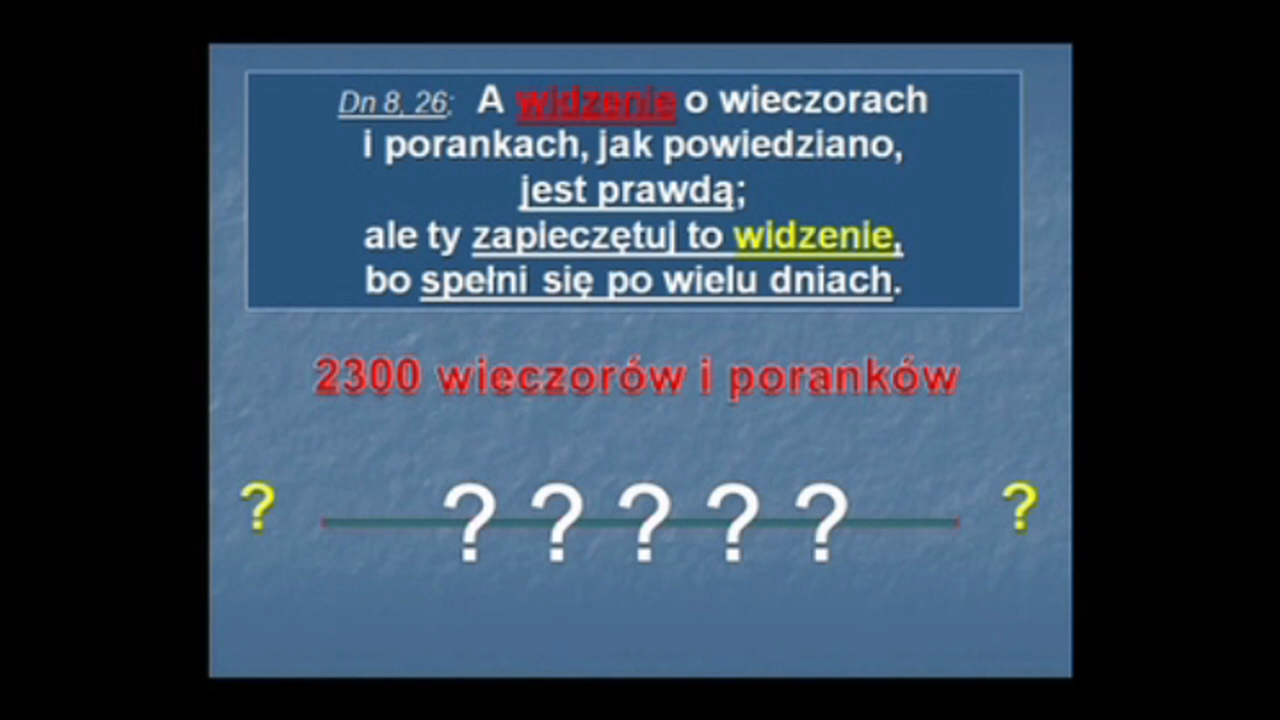 Dn 8, 26; A widzenie o wieczorach
i porankach, jak powiedziano,
jest prawdą;
ale ty zapieczętuj to widzenie,
bo spełni się po wielu dniach.
2300 wieczorów i poranków
? ? ? ? ? ? ?